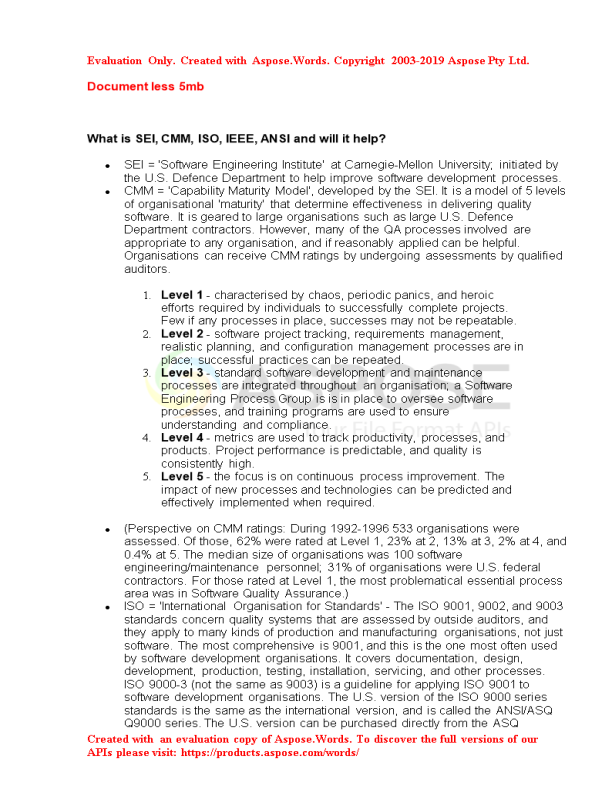 Evaluation Only. Created with Aspose.Words. Copyright 2003-2019 Aspose Pty Ltd.
Document less 5mb
What is SEI, CMM, ISO, IEEE, ANSI and will it help?
• SEI = 'Software Engineering Institute' at Carnegie-Mellon University; initiated by
the U.S. Defence Department to help improve software development processes.
• CMM = 'Capability Maturity Model', developed by the SEI. It is a model of 5 levels
of organisational 'maturity' that determine effectiveness in delivering quality
software. It is geared to large organisations such as large U.S. Defence
Department contractors. However, many of the QA processes involved are
appropriate to any organisation, and if reasonably applied can be helpful.
Organisations can receive CMM ratings by undergoing assessments by qualified
auditors.
1. Level 1 - characterised by chaos, periodic panics, and heroic
efforts required by individuals to successfully complete projects.
Few if any processes in place, successes may not be repeatable.
2. Level 2 - software project tracking, requirements management,
realistic planning, and configuration management processes are in
place; successful practices can be repeated.
3. Level 3 - standard software development and maintenance
processes are integrated throughout an organisation; a Software
Engineering Process Group is is in place to oversee software
processes, and training programs are used to ensure
understanding and compliance.
4. Level 4 - metrics are used to track productivity, processes, and
products. Project performance is predictable, and quality is
consistently high.
5. Level 5 - the focus is on continuous process improvement. The
impact of new processes and technologies can be predicted and
effectively implemented when required.
ASPOSE
Your File Format APIs
• (Perspective on CMM ratings: During 1992-1996 533 organisations were
assessed. Of those, 62% were rated at Level 1, 23% at 2, 13% at 3, 2% at 4, and
0.4% at 5. The median size of organisations was 100 software
engineering/maintenance personnel; 31% of organisations were U.S. federal
contractors. For those rated at Level 1, the most problematical essential process
area was in Software Quality Assurance.)
• ISO = 'International Organisation for Standards' - The ISO 9001, 9002, and 9003
standards concern quality systems that are assessed by outside auditors, and
they apply to many kinds of production and manufacturing organisations, not just
software. The most comprehensive is 9001, and this is the one most often used
by software development organisations. It covers documentation, design,
development, production, testing, installation, servicing, and other processes.
ISO 9000-3 (not the same as 9003) is a guideline for applying ISO 9001 to
software development organisations. The U.S. version of the ISO 9000 series
standards is the same as the international version, and is called the ANSI/ASQ
Q9000 series. The U.S. version can be purchased directly from the ASQ
Created with an evaluation copy of Aspose.Words. To discover the full versions of our
APIs please visit: https://products.aspose.com/words/